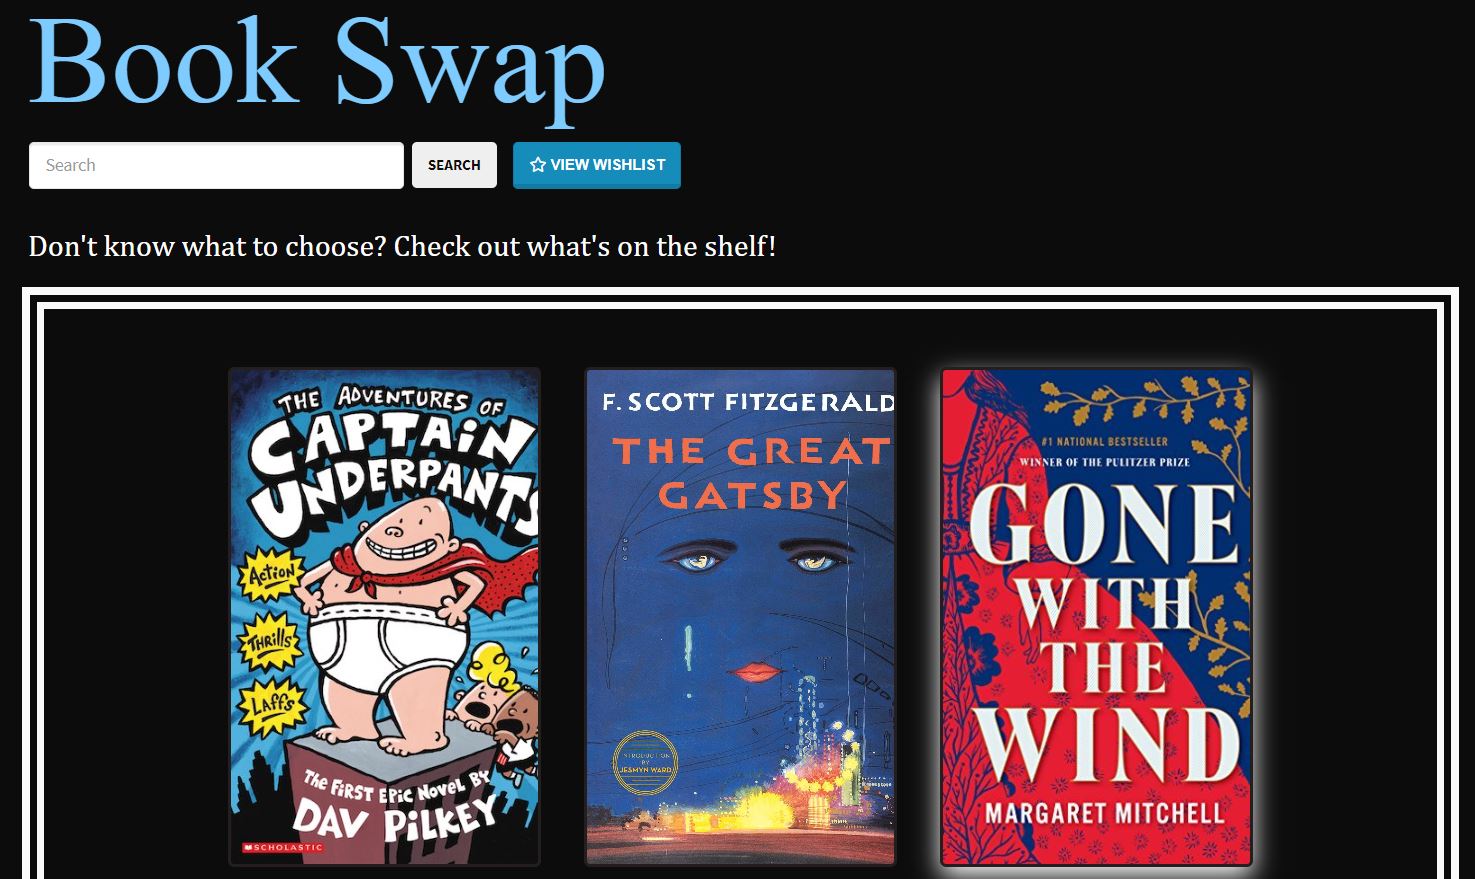 Book Swap
Search
SEARCH
VIEW WISHLIST
Don't know what to choose? Check out what's on the shelf!
THE ADVENTURES OF
CAPTAIN
UNDERPANTS
ACTION
THRILLS
LAFFS
THE FIRST EPIC NOVEL BY
DAV PILKEY
SCHOLASTIC
F. SCOTT FITZGERALD
THE GREAT
GATSBY
INTRODUCTION
BY
JESMYN WARD
#1 NATIONAL BESTSELLER
WINNER OF THE PULITZER PRIZE
GONE
WITH
THE
WIND
MARGARET MITCHELL